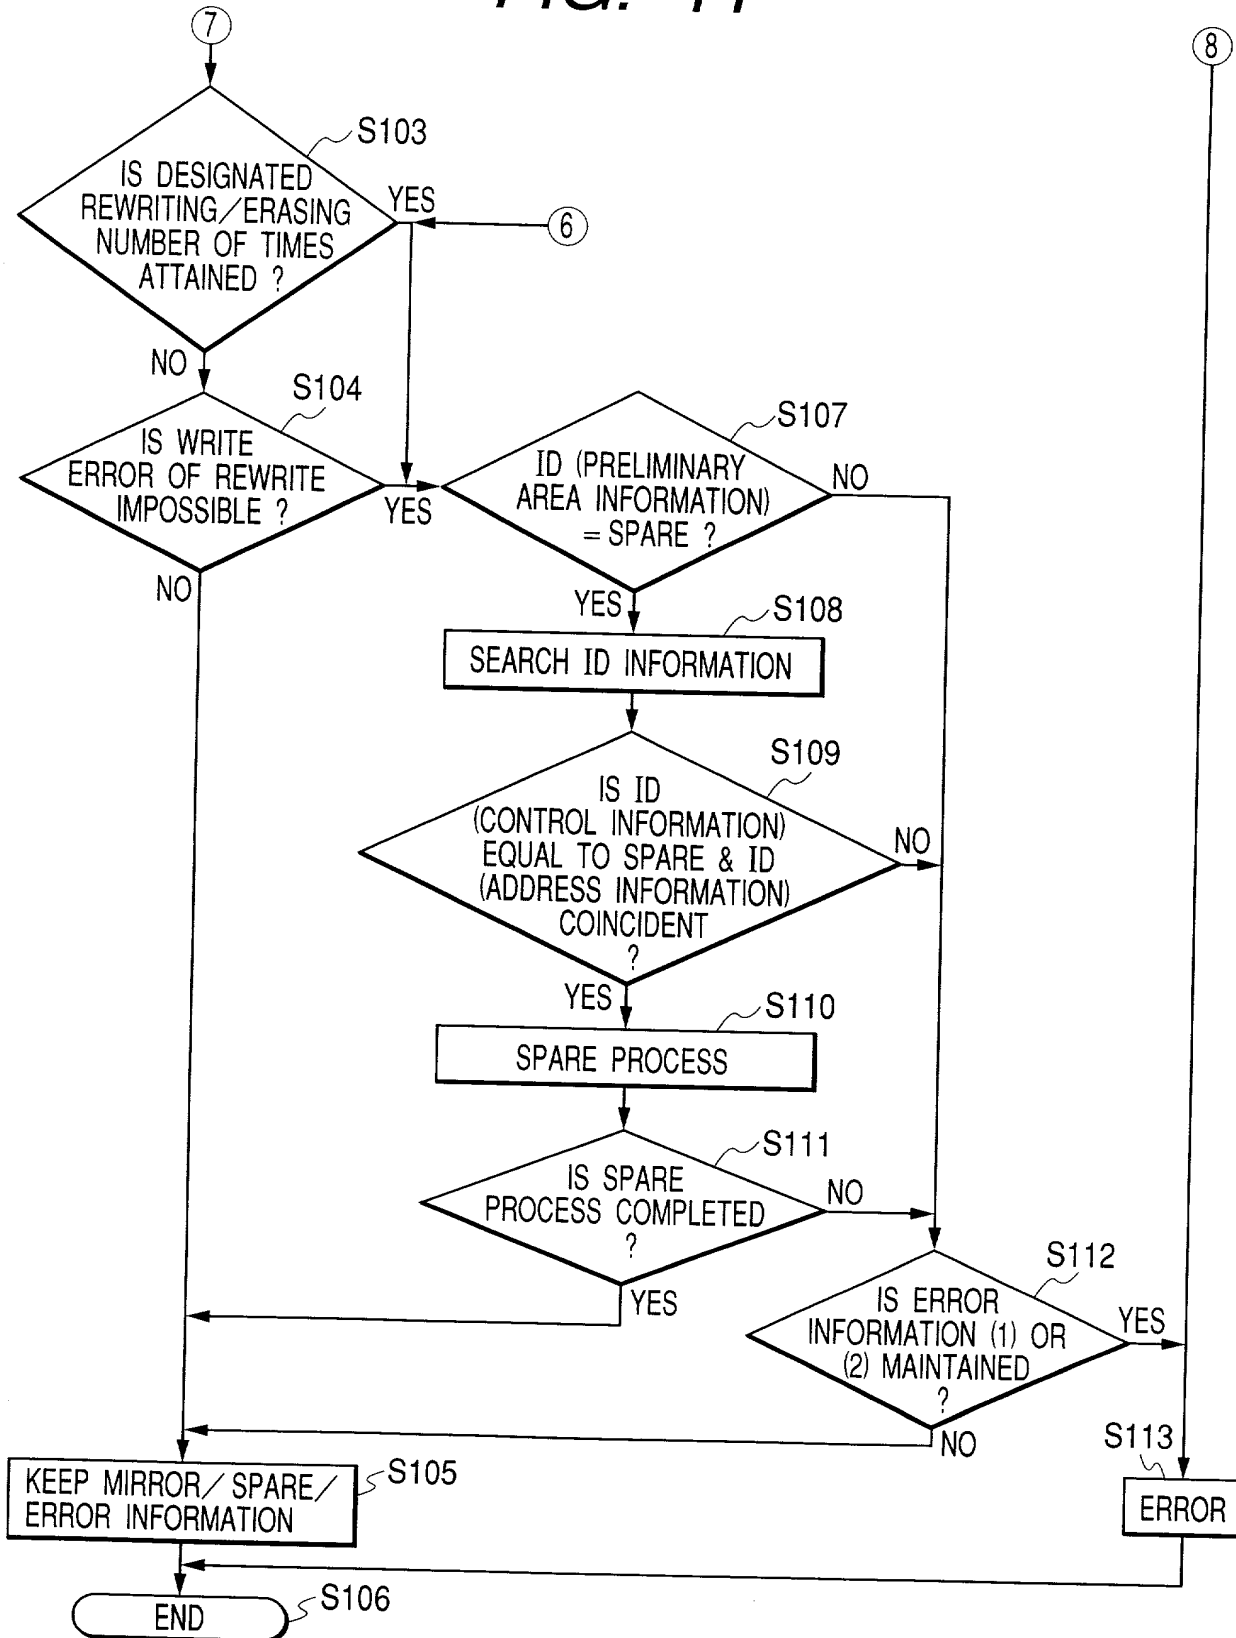 FIG. 11
7
8
S103
IS DESIGNATED
REWRITING/ERASING
NUMBER OF TIMES
ATTAINED ?
YES
6
NO
S104
IS WRITE
ERROR OF REWRITE
IMPOSSIBLE ?
YES
NO
S107
ID (PRELIMINARY
AREA INFORMATION)
= SPARE ?
NO
YES
S108
SEARCH ID INFORMATION
S109
IS ID
(CONTROL INFORMATION)
EQUAL TO SPARE & ID
(ADDRESS INFORMATION)
COINCIDENT
?
NO
YES
S110
SPARE PROCESS
S111
IS SPARE
PROCESS COMPLETED
?
NO
YES
S112
IS ERROR
INFORMATION (1) OR
(2) MAINTAINED
?
YES
NO
S105
KEEP MIRROR/SPARE/
ERROR INFORMATION
S113
ERROR
S106
END